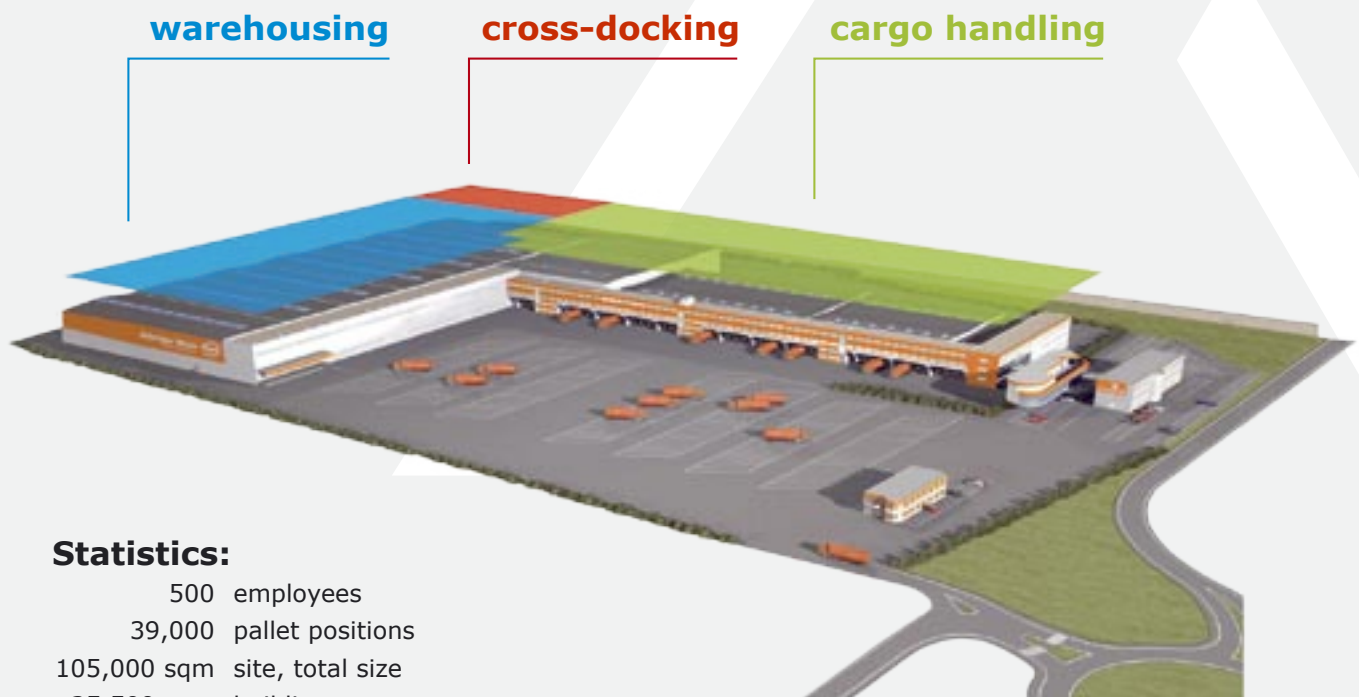 warehousing cross-docking cargo handling
Statistics:
500 employees
39,000 pallet positions
105,000 sqm site, total size